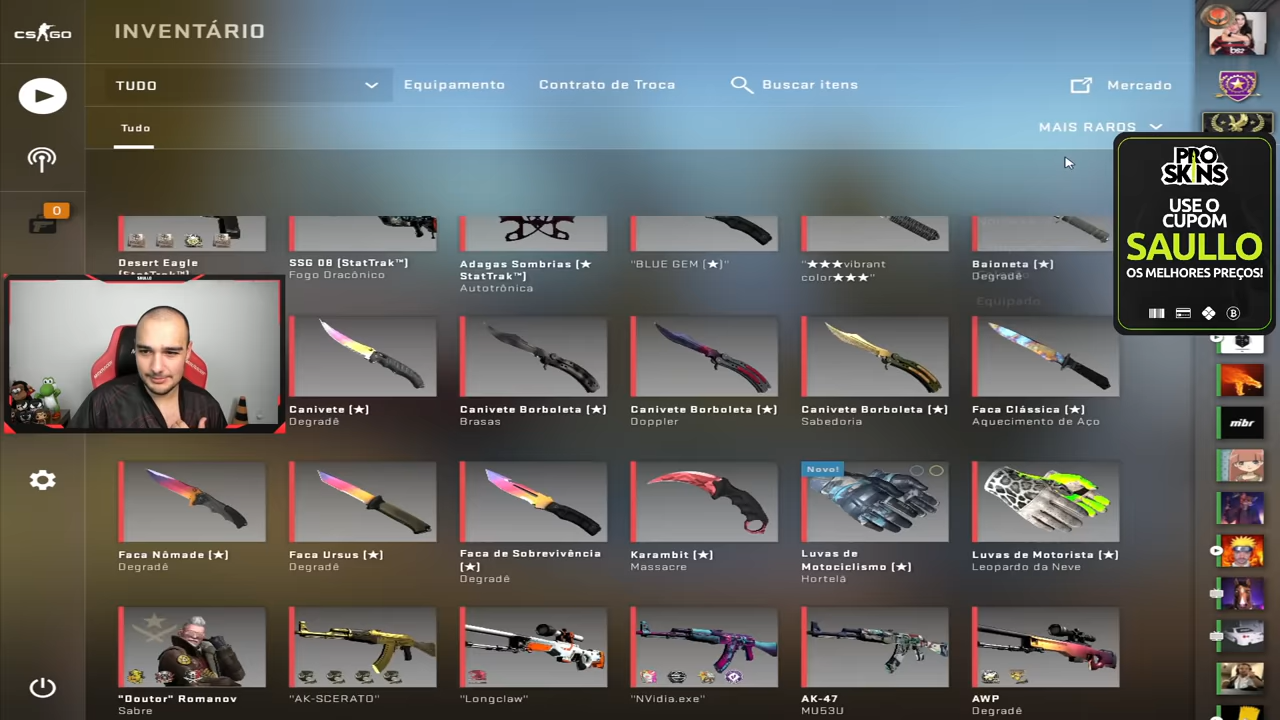 CS:GO
INVENTÁRIO
TUDO
Equipamento
Contrato de Troca
Buscar itens
Mercado
Tudo
MAIS RAROS
0
PRO
SKINS
USE O
CUPOM
SAULLO
OS MELHORES PREÇOS!
Desert Eagle
(StatTrak™)
SSG 08 (StatTrak™)
Fogo Dracônico
Adagas Sombrias (★
StatTrak™)
Autotrônica
"BLUE GEM (★)"
"★★★vibrant
color★★★"
Baioneta (★)
Degradê
Equipado
SAULLO
Canivete (★)
Degradê
Canivete Borboleta (★)
Brasas
Canivete Borboleta (★)
Doppler
Canivete Borboleta (★)
Sabedoria
Faca Clássica (★)
Aquecimento de Aço
mibr
Faca Nômade (★)
Degradê
Faca Ursus (★)
Degradê
Faca de Sobrevivência
(★)
Degradê
Karambit (★)
Massacre
Novo!
Luvas de
Motociclismo (★)
Hortelã
Luvas de Motorista (★)
Leopardo da Neve
"Doutor" Romanov
Sabre
"AK-SCERATO"
"Longclaw"
"NVidia.exe"
AK-47
MU53U
AWP
Degradê